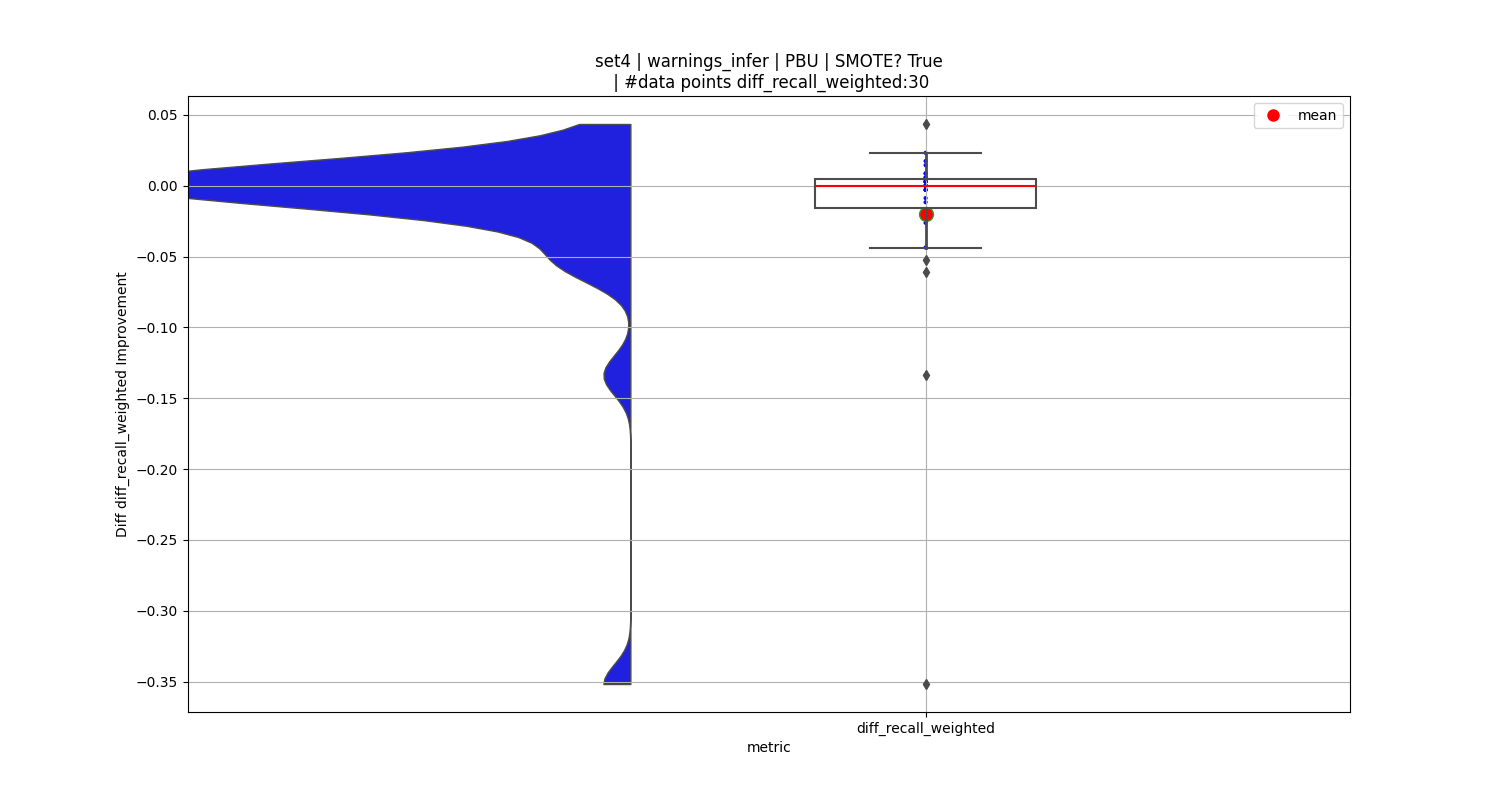 set4 | warnings_infer | PBU | SMOTE? True
| #data points diff_recall_weighted:30
mean
0.05
0.00
−0.05
−0.10
−0.15
−0.20
−0.25
−0.30
−0.35
Diff diff_recall_weighted Improvement
diff_recall_weighted
metric